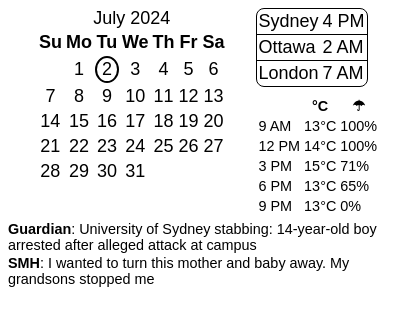 July 2024
Su Mo Tu We Th Fr Sa
1 2 3 4 5 6
7 8 9 10 11 12 13
14 15 16 17 18 19 20
21 22 23 24 25 26 27
28 29 30 31
Sydney 4 PM
Ottawa 2 AM
London 7 AM
°C ☂
9 AM 13°C 100%
12 PM 14°C 100%
3 PM 15°C 71%
6 PM 13°C 65%
9 PM 13°C 0%
Guardian: University of Sydney stabbing: 14-year-old boy
arrested after alleged attack at campus
SMH: I wanted to turn this mother and baby away. My
grandsons stopped me